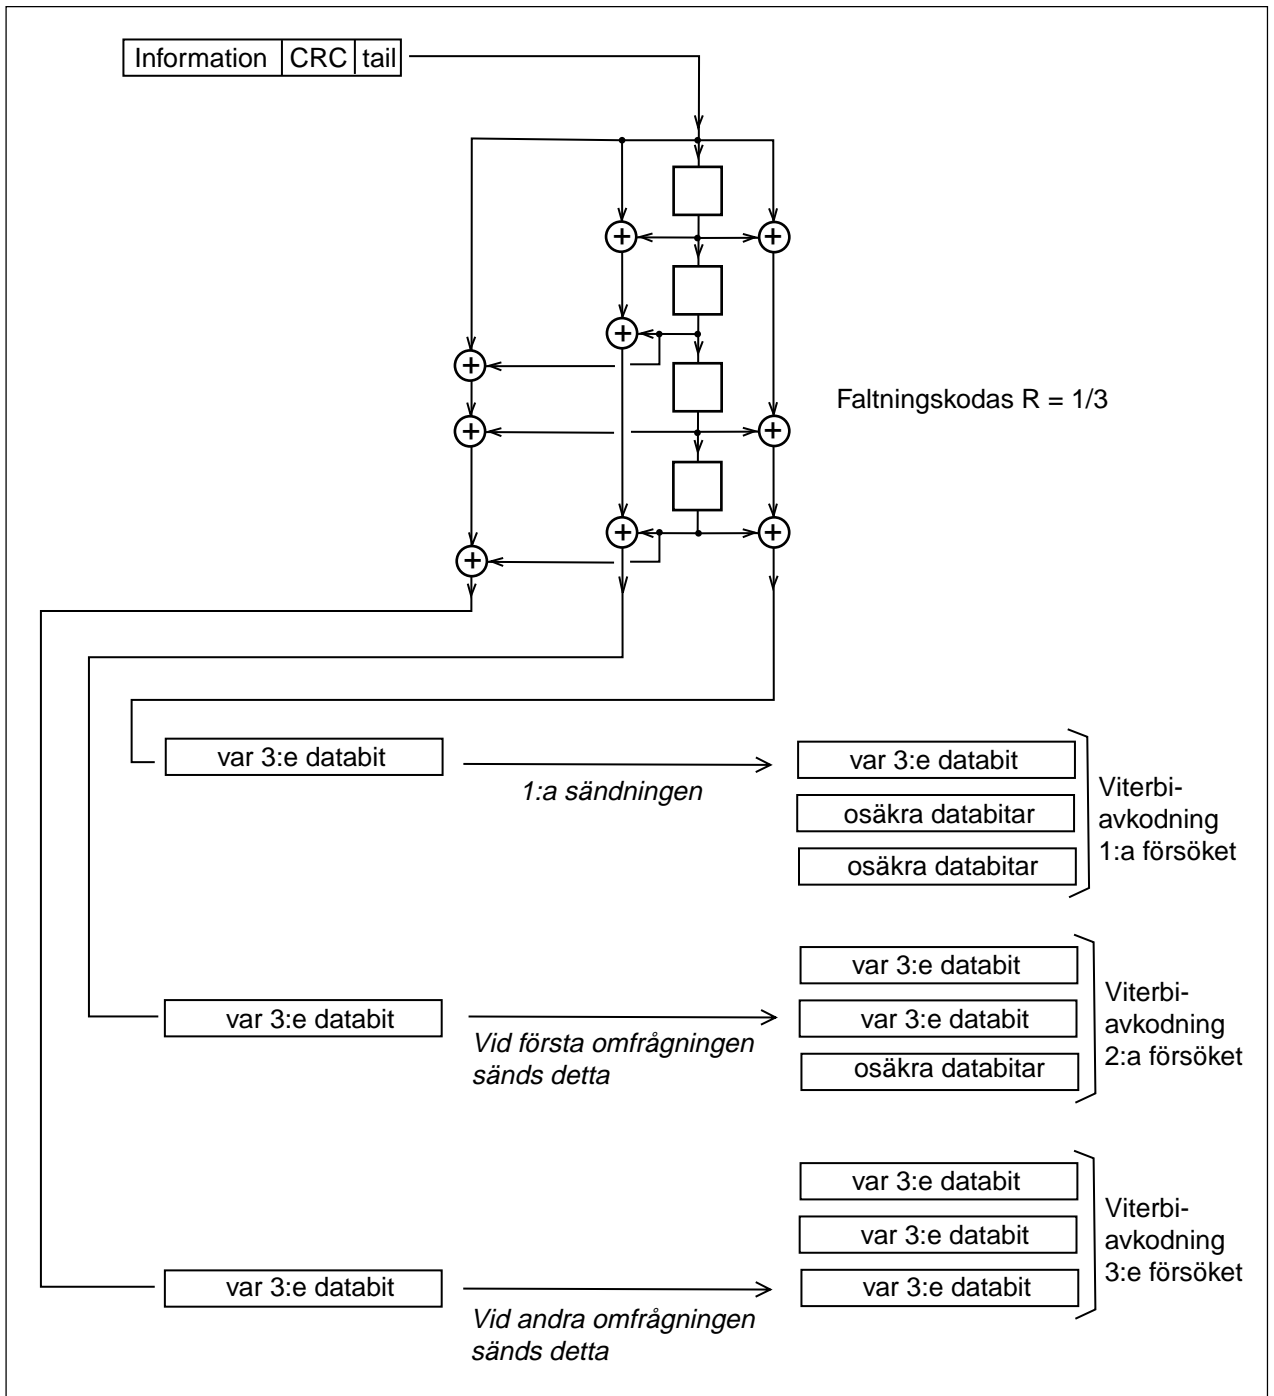 Information CRC tail
Faltningskodas R = 1/3
var 3:e databit
1:a sändningen
var 3:e databit
osäkra databitar
osäkra databitar
Viterbi-
avkodning
1:a försöket
var 3:e databit
Vid första omfrågningen
sänds detta
var 3:e databit
var 3:e databit
osäkra databitar
Viterbi-
avkodning
2:a försöket
var 3:e databit
Vid andra omfrågningen
sänds detta
var 3:e databit
var 3:e databit
var 3:e databit
Viterbi-
avkodning
3:e försöket